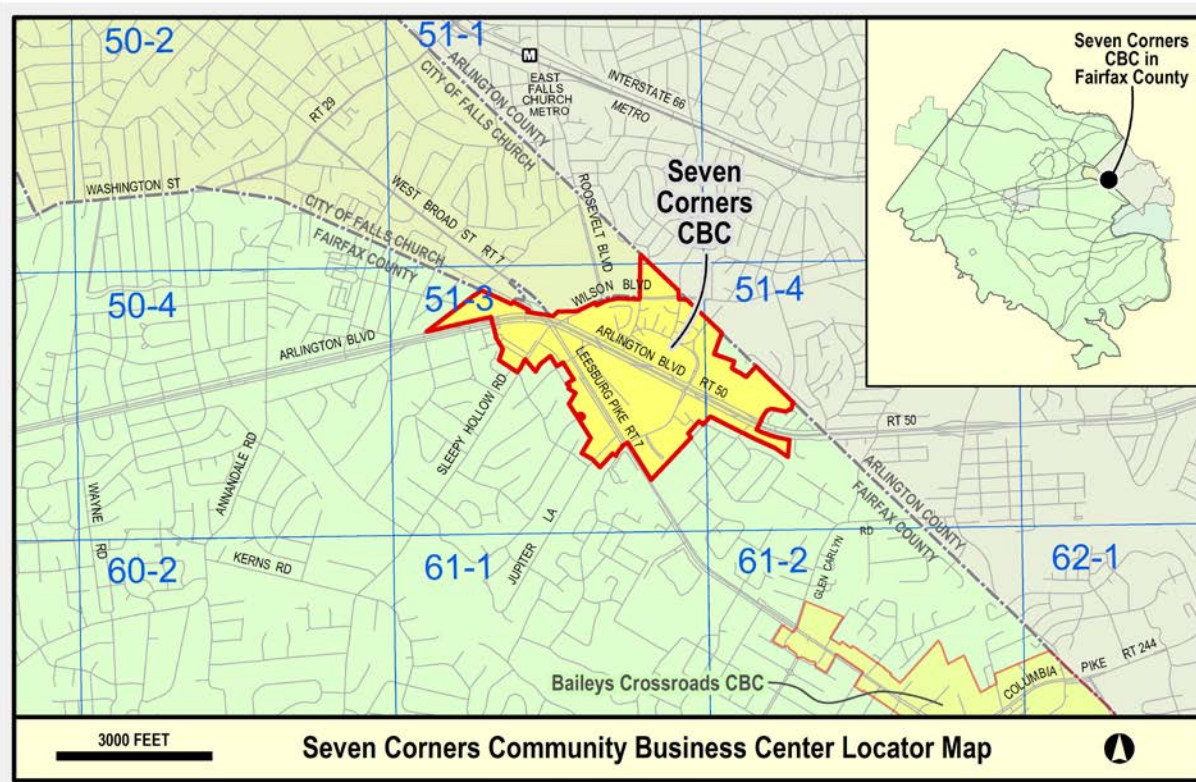 50-2
51-1
M
EAST
FALLS
CHURCH
METRO
INTERSTATE 66
METRO
ARLINGTON COUNTY
CITY OF FALLS CHURCH
RT 29
WASHINGTON ST
WEST BROAD ST RT 7
ROOSEVELT BLVD
CITY OF FALLS CHURCH
FAIRFAX COUNTY
Seven
Corners
CBC
Seven Corners
CBC in
Fairfax County
50-4
51-3
51-4
WILSON BLVD
ARLINGTON BLVD
ARLINGTON BLVD RT 50
LEESBURG PIKE RT 7
SLEEPY HOLLOW RD
RT 50
ANNANDALE RD
WAYNE RD
ARLINGTON COUNTY
FAIRFAX COUNTY
60-2
KERNS RD
61-1
JUPITER LA
61-2
GLEN CARLYN RD
62-1
Baileys Crossroads CBC
COLUMBIA PIKE RT 244
3000 FEET
Seven Corners Community Business Center Locator Map